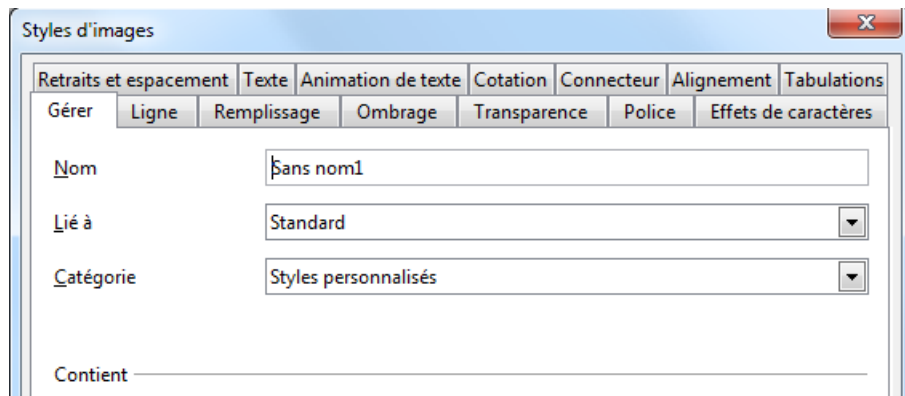 Styles d'images
Retraits et espacement Texte Animation de texte Cotation Connecteur Alignement Tabulations
Gérer Ligne Remplissage Ombrage Transparence Police Effets de caractères
Nom Sans nom1
Lié à Standard
Catégorie Styles personnalisés
Contient